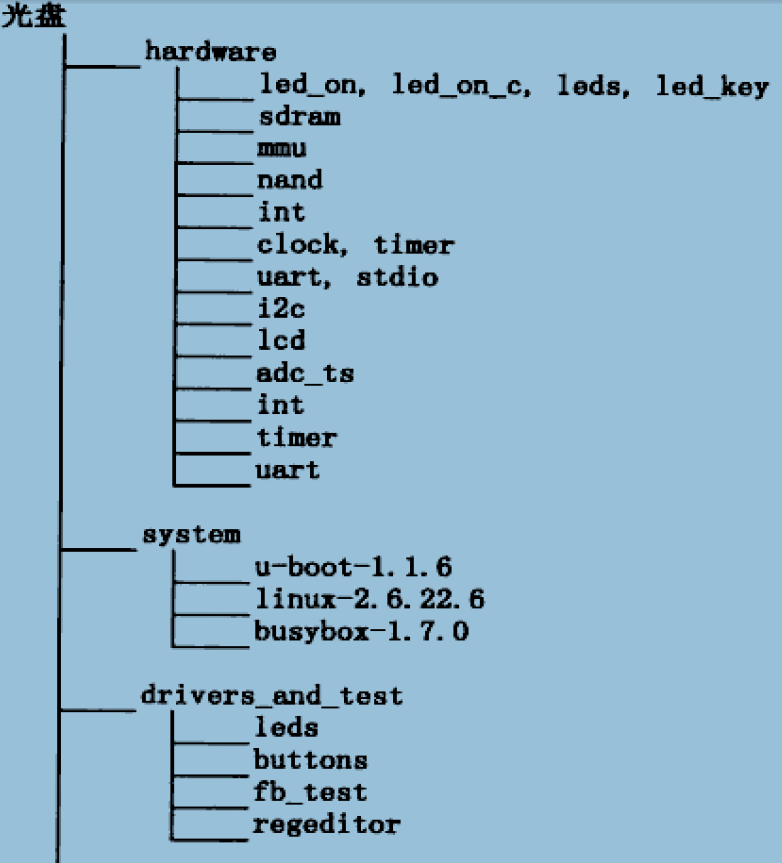 光盘
hardware
led_on, led_on_c, leds, led_key
sdram
mmu
nand
int
clock, timer
uart, stdio
i2c
lcd
adc_ts
int
timer
uart
system
u-boot-1.1.6
linux-2.6.22.6
busybox-1.7.0
drivers_and_test
leds
buttons
fb_test
regeditor